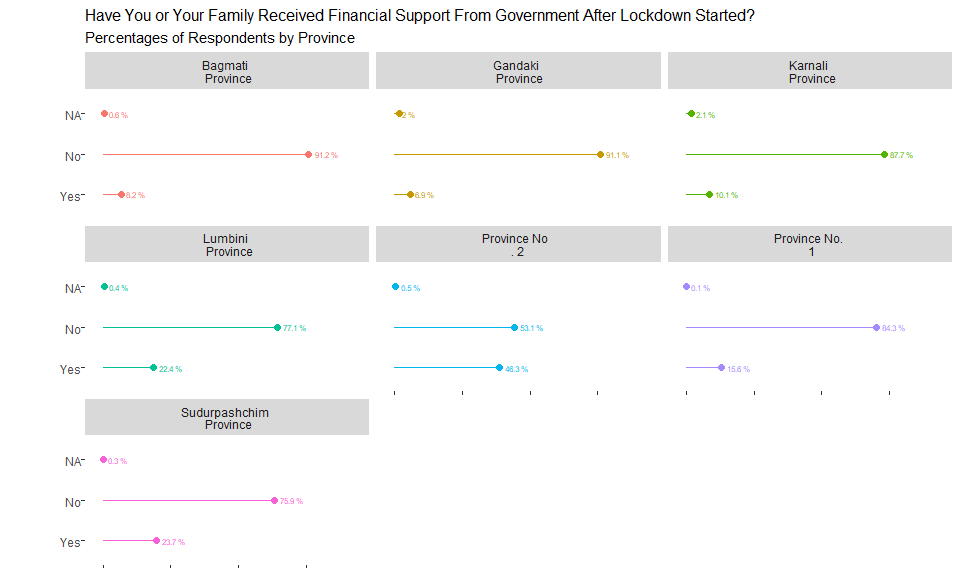 Have You or Your Family Received Financial Support From Government After Lockdown Started?
Percentages of Respondents by Province
Bagmati
Province
Gandaki
Province
Karnali
Province
NA
0.6 %
2 %
2.1 %
No
91.2 %
91.1 %
87.7 %
Yes
8.2 %
6.9 %
10.1 %
Lumbini
Province
Province No
. 2
Province No.
1
NA
0.4 %
0.5 %
0.1 %
No
77.1 %
53.1 %
84.3 %
Yes
22.4 %
46.3 %
15.6 %
Sudurpashchim
Province
NA
0.3 %
No
75.9 %
Yes
23.7 %